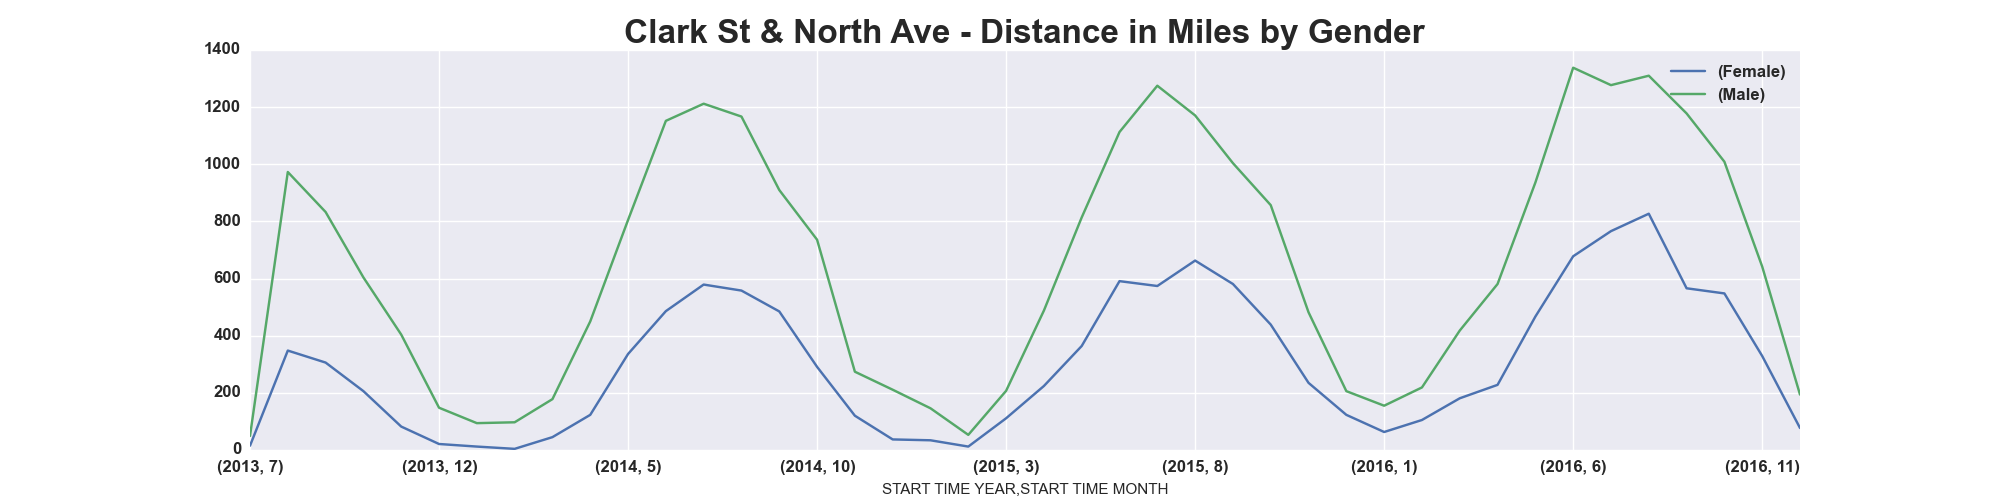 Clark St & North Ave - Distance in Miles by Gender
1400
1200
1000
800
600
400
200
0
(Female)
(Male)
(2013, 7) (2013, 12) (2014, 5) (2014, 10) (2015, 3) (2015, 8) (2016, 1) (2016, 6) (2016, 11)
START TIME YEAR,START TIME MONTH